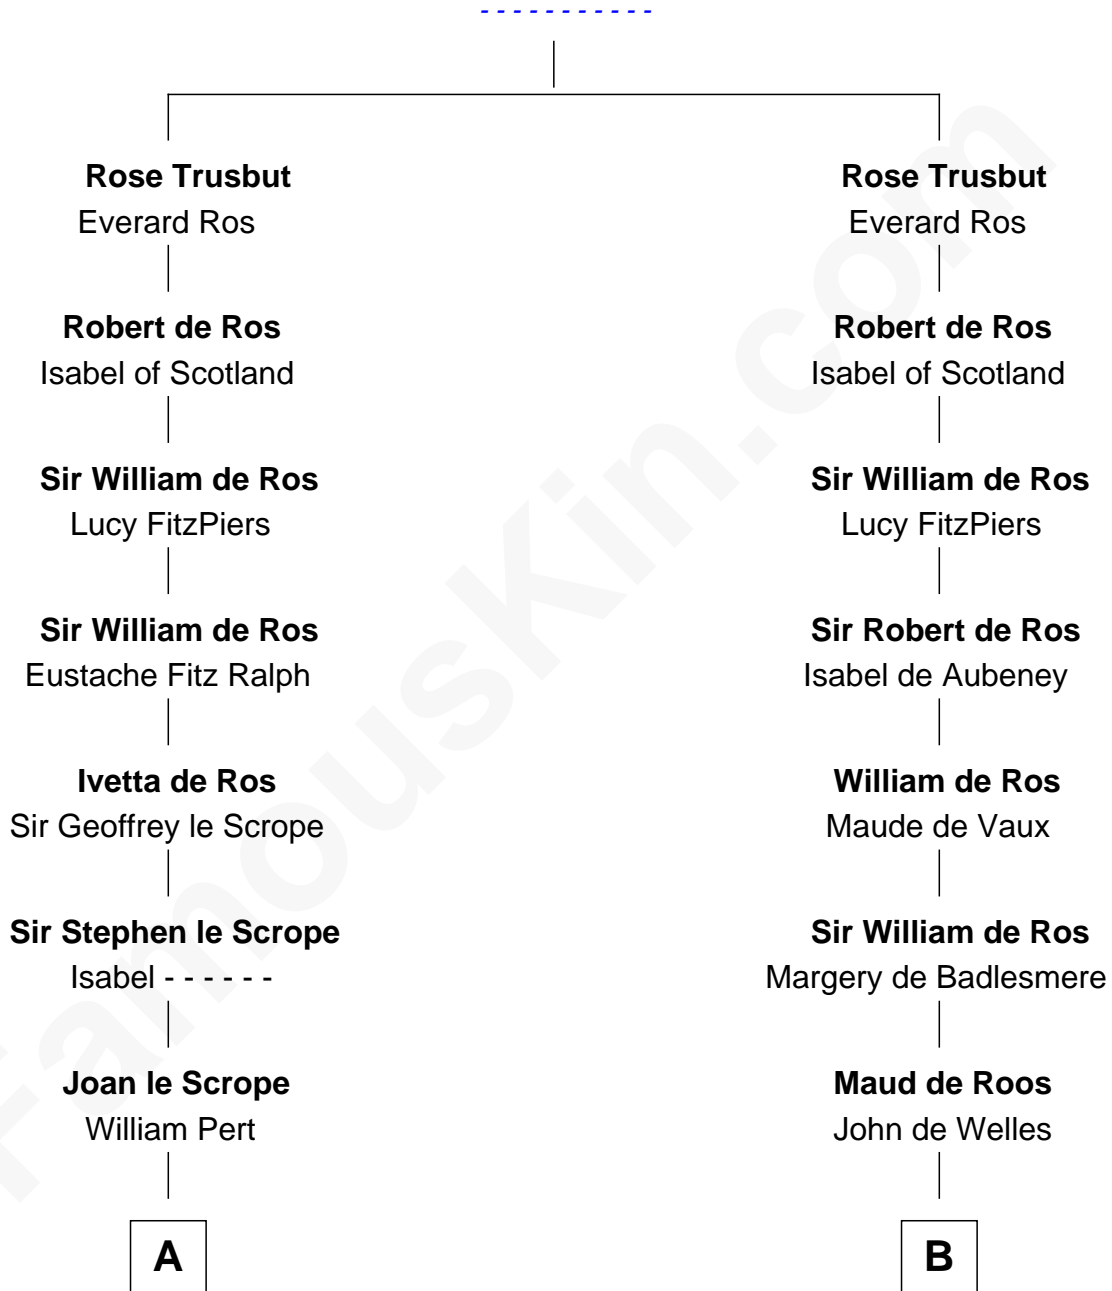 - - - - - - - - - - -
Rose Trusbut
Everard Ros
Robert de Ros
Isabel of Scotland
Sir William de Ros
Lucy FitzPiers
Sir William de Ros
Eustache Fitz Ralph
Ivetta de Ros
Sir Geoffrey le Scrope
Sir Stephen le Scrope
Isabel - - - - - -
Joan le Scrope
William Pert
A
Rose Trusbut
Everard Ros
Robert de Ros
Isabel of Scotland
Sir William de Ros
Lucy FitzPiers
Sir Robert de Ros
Isabel de Aubeney
William de Ros
Maude de Vaux
Sir William de Ros
Margery de Badlesmere
Maud de Roos
John de Welles
B
FamousKin.com